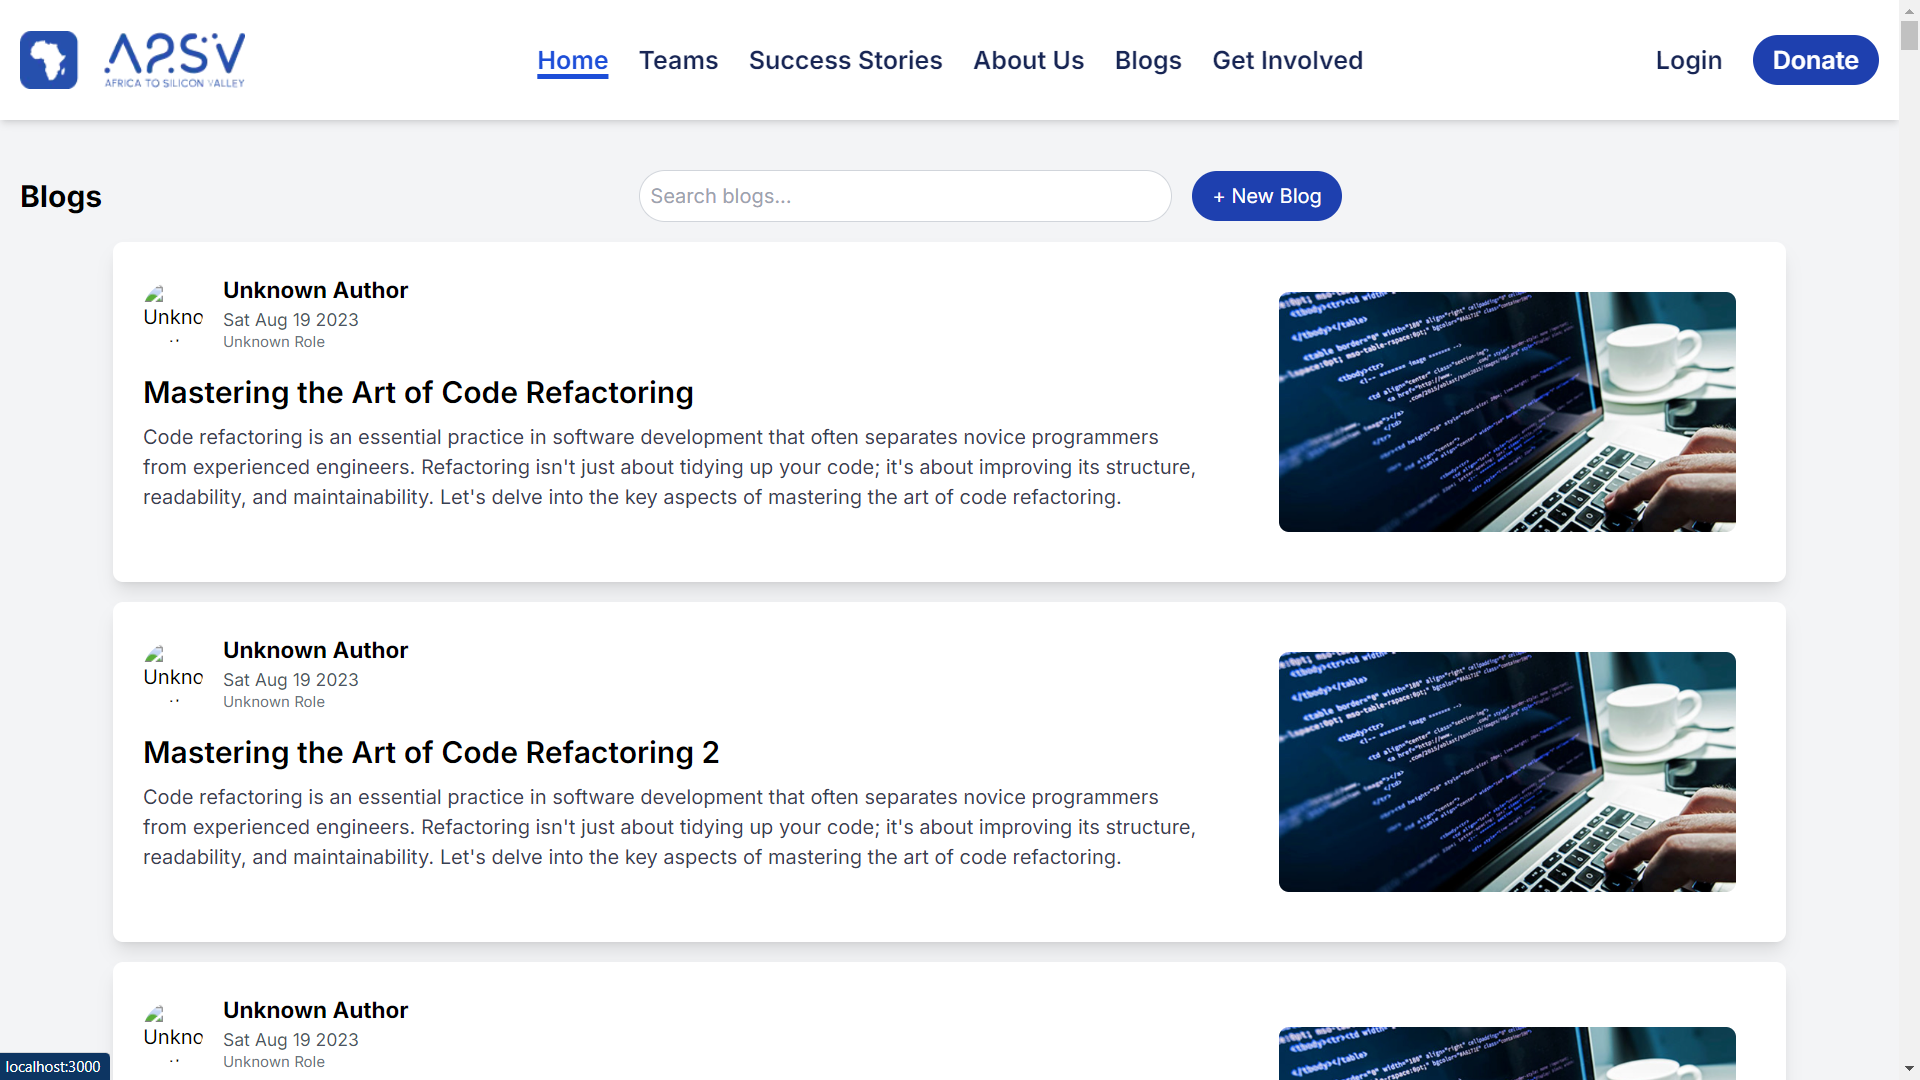 A2SV
AFRICA TO SILICON VALLEY
Home
Teams
Success Stories
About Us
Blogs
Get Involved
Login
Donate
Blogs
Search blogs...
+ New Blog
Unkno
Unknown Author
Sat Aug 19 2023
Unknown Role
Mastering the Art of Code Refactoring
Code refactoring is an essential practice in software development that often separates novice programmers
from experienced engineers. Refactoring isn't just about tidying up your code; it's about improving its structure,
readability, and maintainability. Let's delve into the key aspects of mastering the art of code refactoring.
Unkno
Unknown Author
Sat Aug 19 2023
Unknown Role
Mastering the Art of Code Refactoring 2
Code refactoring is an essential practice in software development that often separates novice programmers
from experienced engineers. Refactoring isn't just about tidying up your code; it's about improving its structure,
readability, and maintainability. Let's delve into the key aspects of mastering the art of code refactoring.
Unkno
Unknown Author
Sat Aug 19 2023
Unknown Role
localhost:3000